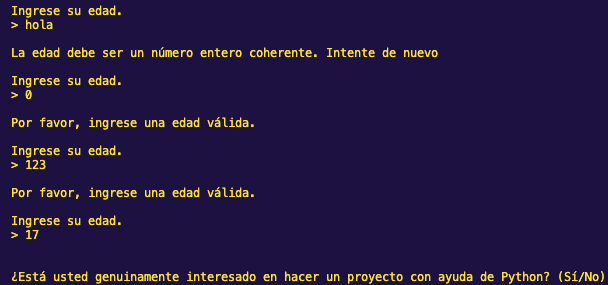 Ingrese su edad.
> hola
La edad debe ser un número entero coherente. Intente de nuevo
Ingrese su edad.
> 0
Por favor, ingrese una edad válida.
Ingrese su edad.
> 123
Por favor, ingrese una edad válida.
Ingrese su edad.
> 17
¿Está usted genuinamente interesado en hacer un proyecto con ayuda de Python? (Sí/No)